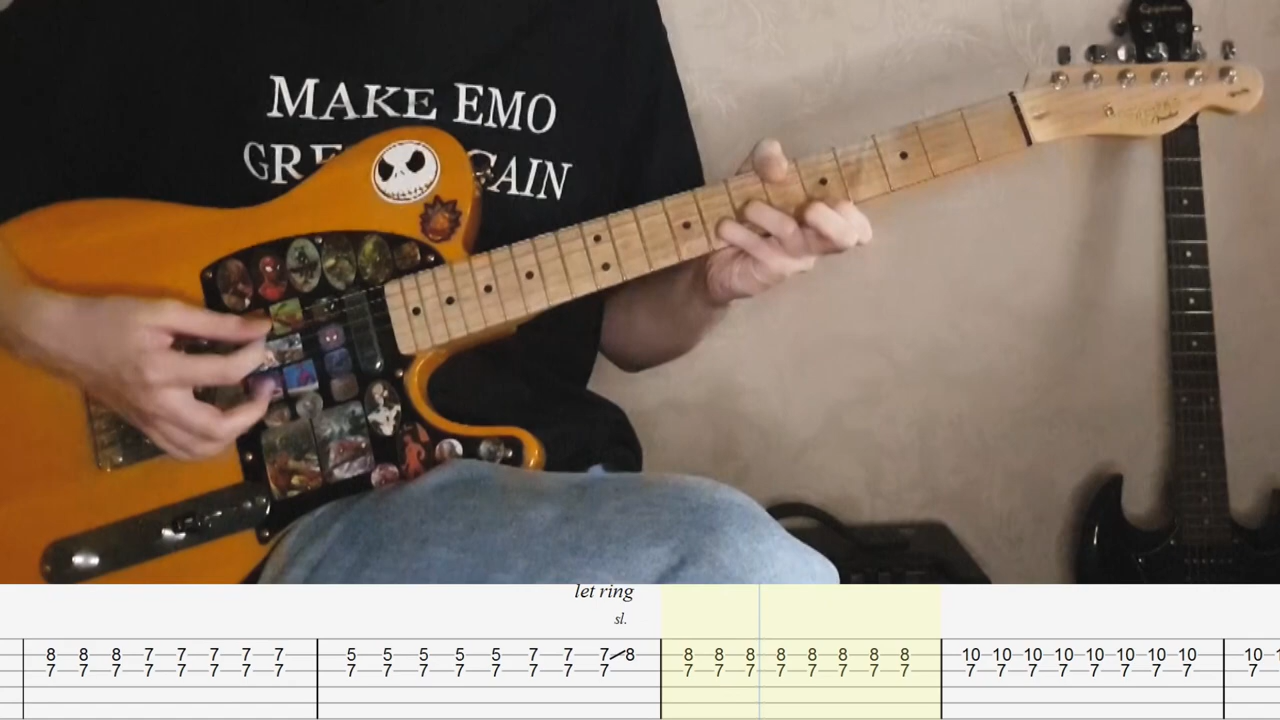 Epiphone
MAKE EMO
GRE AGAIN
let ring
sl.
8 8 8 7 7 7 7 7 5 5 5 5 5 7 7 7 8 8 8 8 8 8 8 8 8 10 10 10 10 10 10 10 10 10
7 7 7 7 7 7 7 7 7 7 7 7 7 7 7 7 7 7 7 7 7 7 7 7 7 7 7 7 7 7 7 7 7